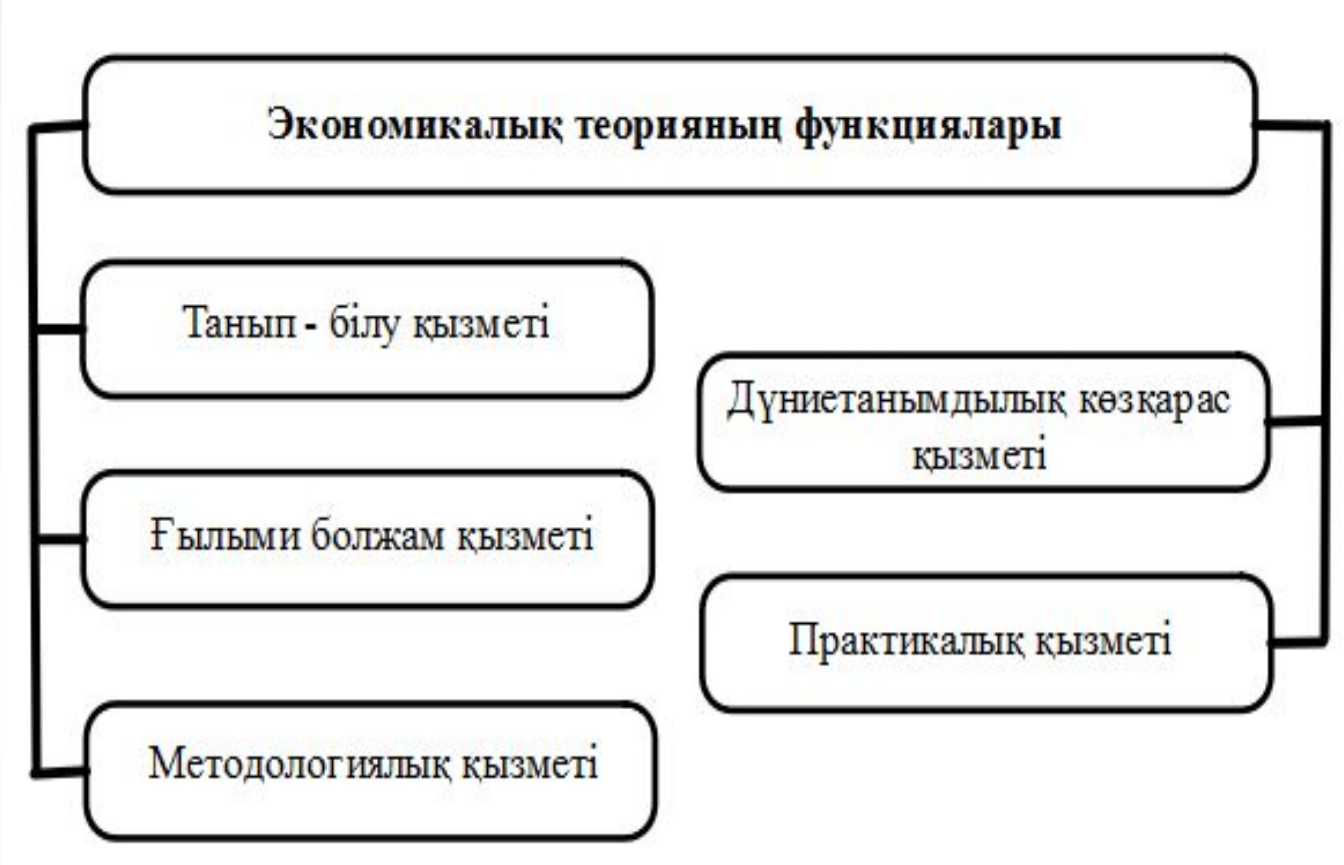 Экономикалық теорияның функциялары
Танып - білу қызметі
Ғылыми болжам қызметі
Методологиялық қызметі
Дүниетанымдылық көзқарас
қызметі
Практикалық қызметі